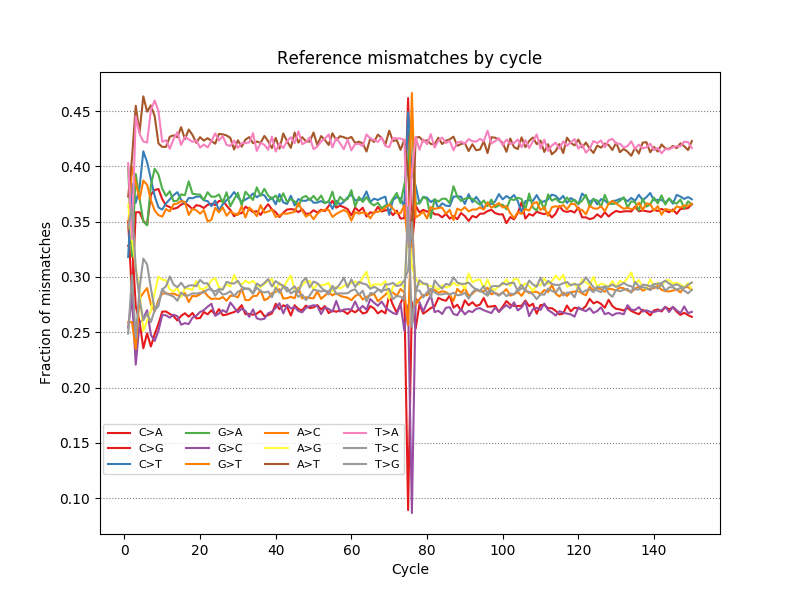 Reference mismatches by cycle
Fraction of mismatches
0.45
0.40
0.35
0.30
0.25
0.20
0.15
0.10
C>A G>A A>C T>A
C>G G>C A>G T>C
C>T G>T A>T T>G
0 20 40 60 80 100 120 140
Cycle